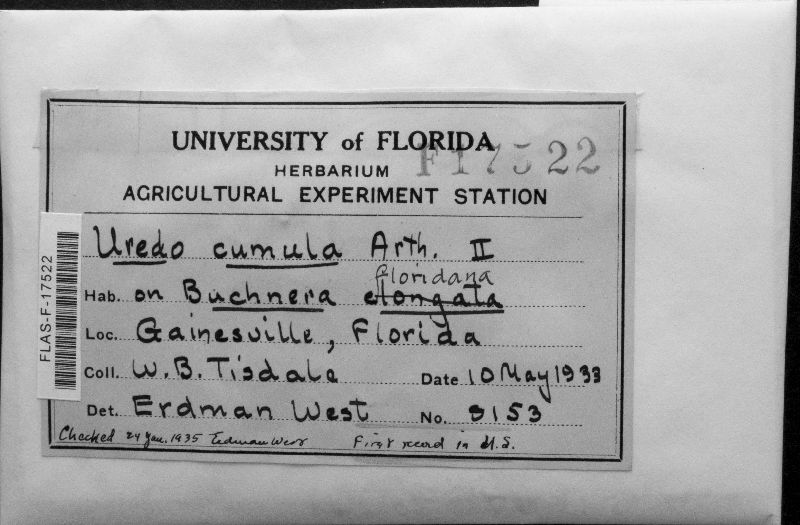 UNIVERSITY of FLORIDA
F17522
HERBARIUM
AGRICULTURAL EXPERIMENT STATION
Uredo cumula Arth. II
floridana
Hab. on Buchnera elongata
Loc. Gainesville, Florida
Coll. W.B. Tisdale Date 10 May 1933
Det. Erdman West No. 9153
Checked 24 Jan. 1935 Erdman West First record in U.S.
FLAS-F-17522